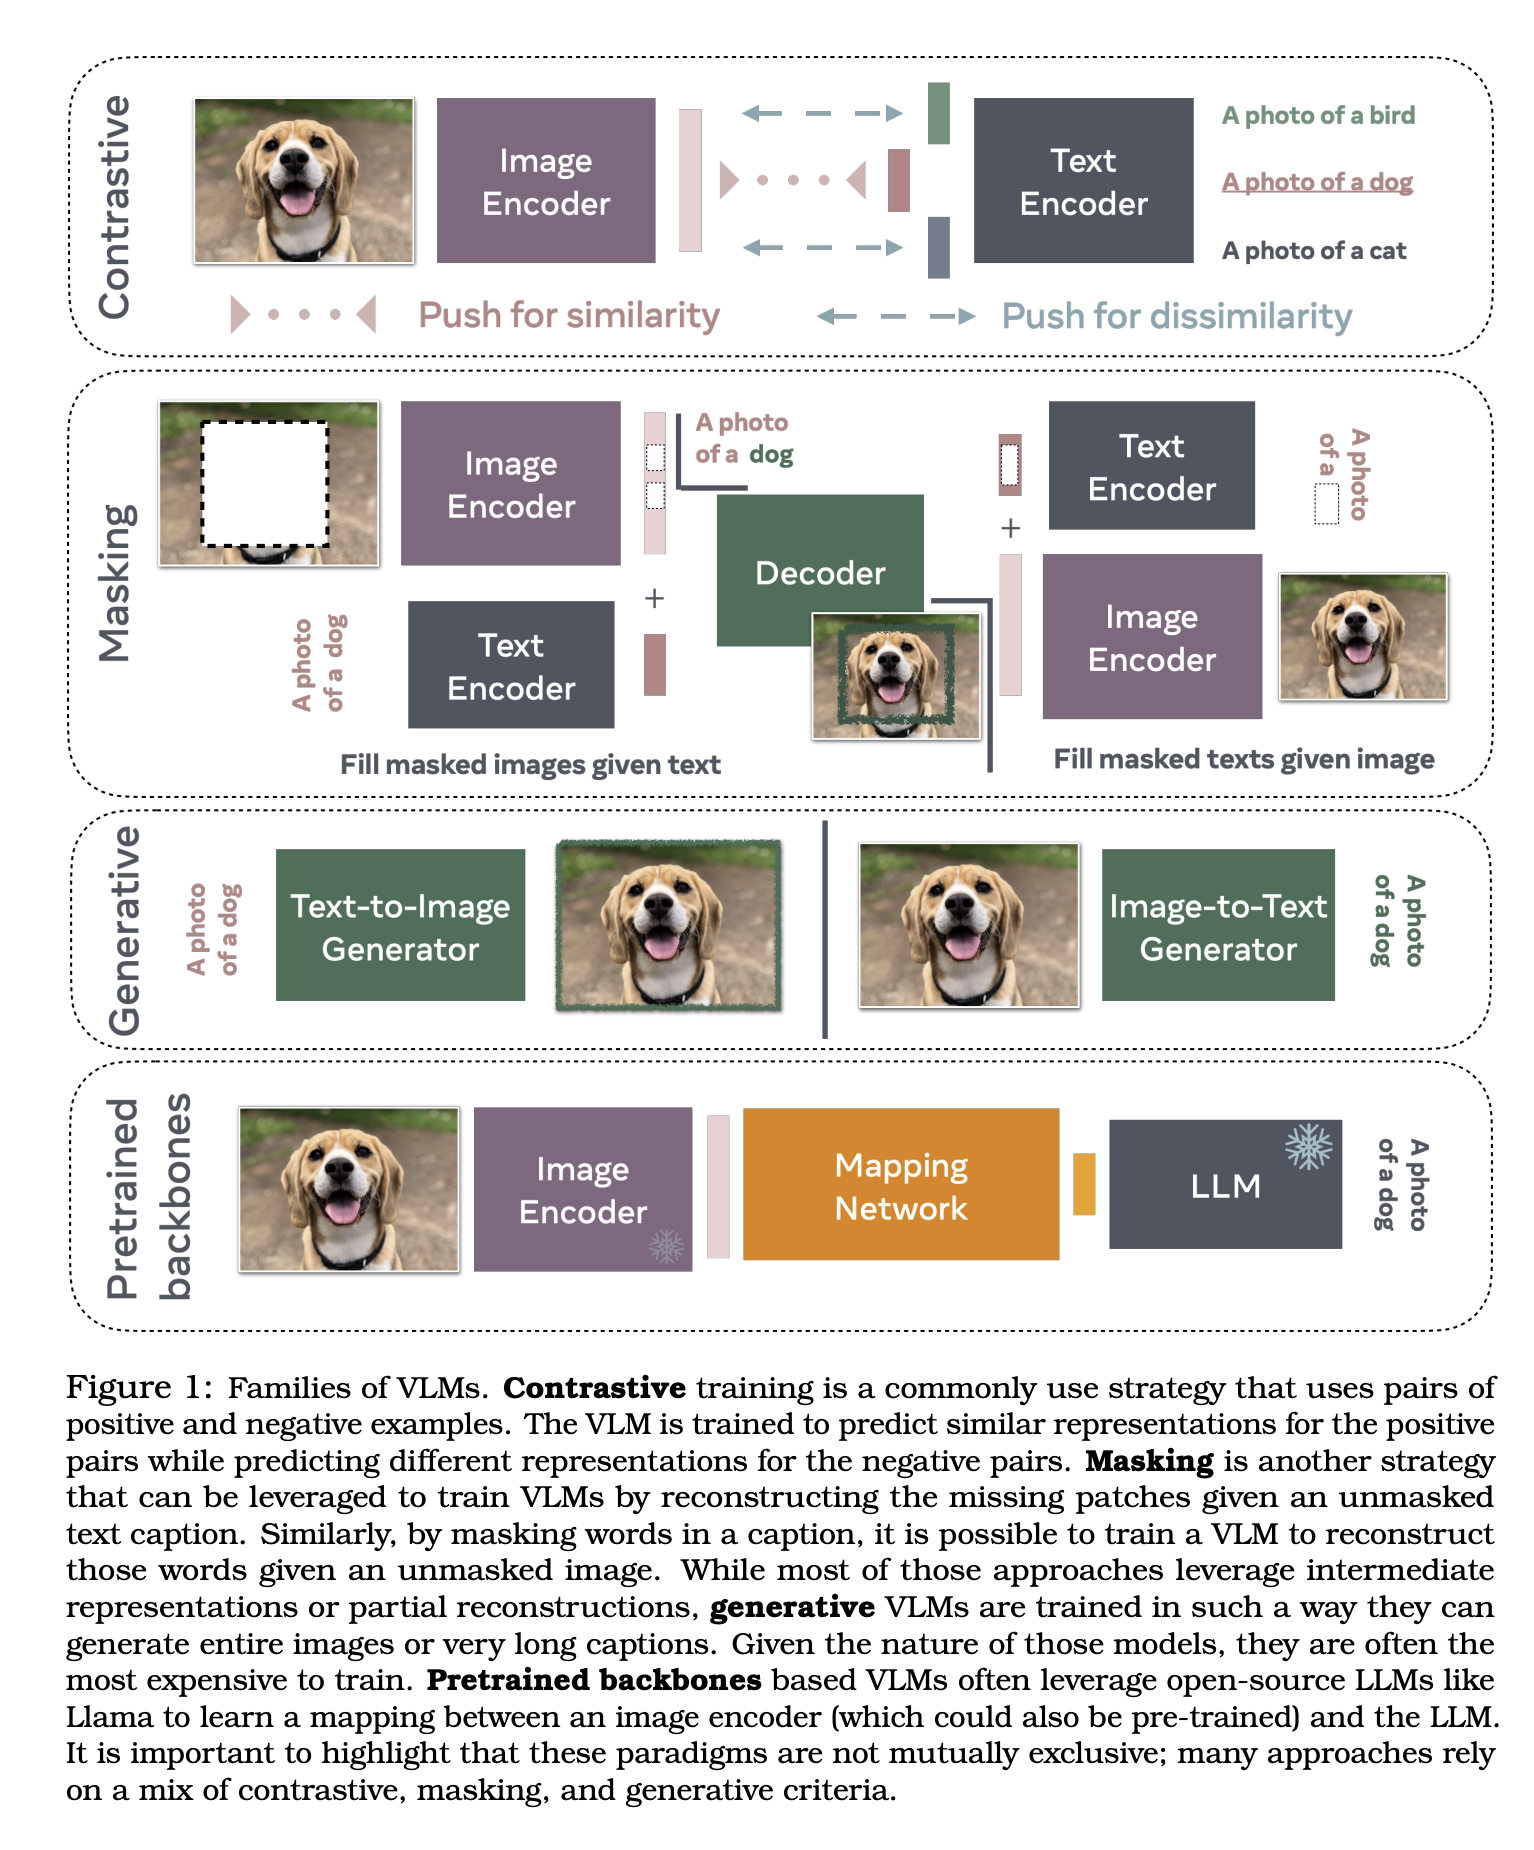 Contrastive
Image
Encoder
Text
Encoder
A photo of a bird
A photo of a dog
A photo of a cat
Push for similarity
Push for dissimilarity
Masking
Image
Encoder
A photo
of a dog
Text
Encoder
A photo
of a dog
Decoder
+
Fill masked images given text
Text
Encoder
A photo
of a
+
Image
Encoder
Fill masked texts given image
Generative
A photo
of a dog
Text-to-Image
Generator
Image-to-Text
Generator
A photo
of a dog
Pretrained
backbones
Image
Encoder
Mapping
Network
LLM
A photo
of a dog
Figure 1: Families of VLMs. Contrastive training is a commonly use strategy that uses pairs of
positive and negative examples. The VLM is trained to predict similar representations for the positive
pairs while predicting different representations for the negative pairs. Masking is another strategy
that can be leveraged to train VLMs by reconstructing the missing patches given an unmasked
text caption. Similarly, by masking words in a caption, it is possible to train a VLM to reconstruct
those words given an unmasked image. While most of those approaches leverage intermediate
representations or partial reconstructions, generative VLMs are trained in such a way they can
generate entire images or very long captions. Given the nature of those models, they are often the
most expensive to train. Pretrained backbones based VLMs often leverage open-source LLMs like
Llama to learn a mapping between an image encoder (which could also be pre-trained) and the LLM.
It is important to highlight that these paradigms are not mutually exclusive; many approaches rely
on a mix of contrastive, masking, and generative criteria.